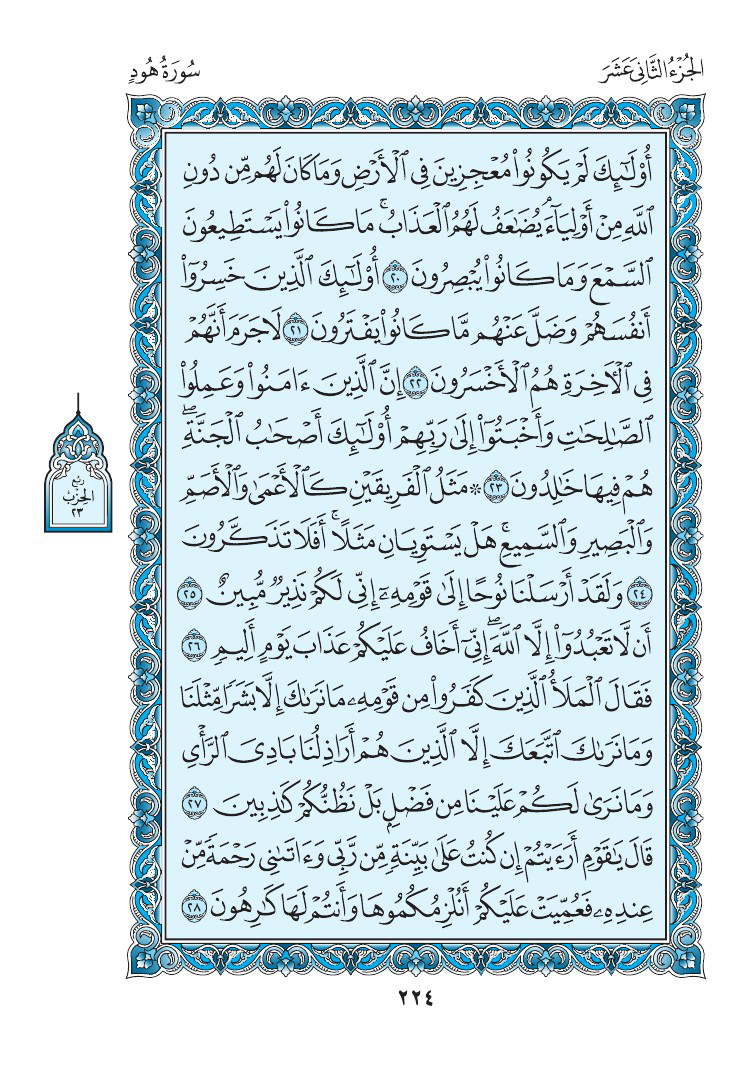 الجُزْءُ الثَّانِي عَشَرَ
سُورَةُ هُودٍ
أُوْلَٰٓئِكَ لَمۡ يَكُونُواْ مُعۡجِزِينَ فِي ٱلۡأَرۡضِ وَمَا كَانَ لَهُم مِّن دُونِ
ٱللَّهِ مِنۡ أَوۡلِيَآءَۘ يُضَٰعَفُ لَهُمُ ٱلۡعَذَابُۚ مَا كَانُواْ يَسۡتَطِيعُونَ
ٱلسَّمۡعَ وَمَا كَانُواْ يُبۡصِرُونَ ٢٠ أُوْلَٰٓئِكَ ٱلَّذِينَ خَسِرُوٓاْ
أَنفُسَهُمۡ وَضَلَّ عَنۡهُم مَّا كَانُواْ يَفۡتَرُونَ ٢١ لَا جَرَمَ أَنَّهُمۡ
فِي ٱلۡأٓخِرَةِ هُمُ ٱلۡأَخۡسَرُونَ ٢٢ إِنَّ ٱلَّذِينَ ءَامَنُواْ وَعَمِلُواْ
ٱلصَّٰلِحَٰتِ وَأَخۡبَتُوٓاْ إِلَىٰ رَبِّهِمۡ أُوْلَٰٓئِكَ أَصۡحَٰبُ ٱلۡجَنَّةِۖ
هُمۡ فِيهَا خَٰلِدُونَ ٢٣ ۞ مَثَلُ ٱلۡفَرِيقَيۡنِ كَٱلۡأَعۡمَىٰ وَٱلۡأَصَمِّ
وَٱلۡبَصِيرِ وَٱلسَّمِيعِۚ هَلۡ يَسۡتَوِيَانِ مَثَلًاۚ أَفَلَا تَذَكَّرُونَ
٢٤ وَلَقَدۡ أَرۡسَلۡنَا نُوحًا إِلَىٰ قَوۡمِهِۦٓ إِنِّي لَكُمۡ نَذِيرٞ مُّبِينٌ ٢٥
أَن لَّا تَعۡبُدُوٓاْ إِلَّا ٱللَّهَۖ إِنِّيٓ أَخَافُ عَلَيۡكُمۡ عَذَابَ يَوۡمٍ أَلِيمٖ ٢٦
فَقَالَ ٱلۡمَلَأُ ٱلَّذِينَ كَفَرُواْ مِن قَوۡمِهِۦ مَا نَرَىٰكَ إِلَّا بَشَرٗا مِّثۡلَنَا
وَمَا نَرَىٰكَ ٱتَّبَعَكَ إِلَّا ٱلَّذِينَ هُمۡ أَرَاذِلُنَا بَادِيَ ٱلرَّأۡيِ
وَمَا نَرَىٰ لَكُمۡ عَلَيۡنَا مِن فَضۡلِۭ بَلۡ نَظُنُّكُمۡ كَٰذِبِينَ ٢٧
قَالَ يَٰقَوۡمِ أَرَءَيۡتُمۡ إِن كُنتُ عَلَىٰ بَيِّنَةٖ مِّن رَّبِّي وَءَاتَىٰنِي رَحۡمَةٗ مِّنۡ
عِندِهِۦ فَعُمِّيَتۡ عَلَيۡكُمۡ أَنُلۡزِمُكُمُوهَا وَأَنتُمۡ لَهَا كَٰرِهُونَ ٢٨
ربع
الحزب
٢٣
٢٢٤